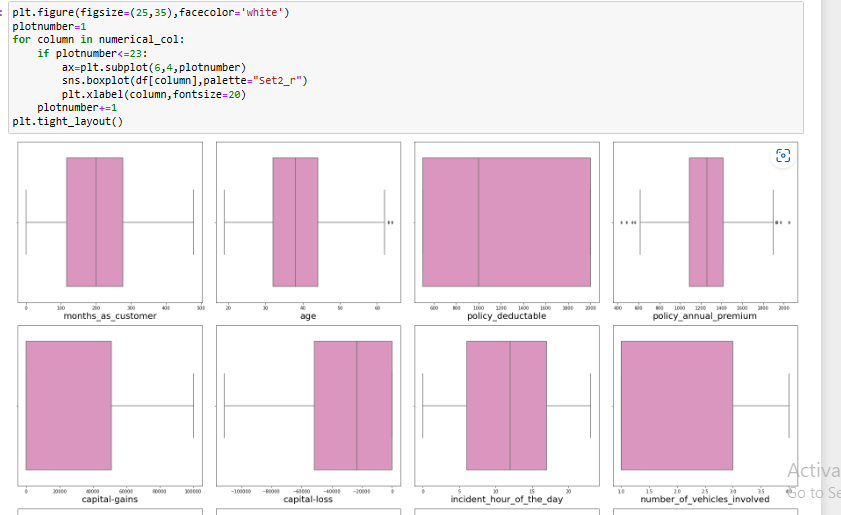 :
plt.figure(figsize=(25,35),facecolor='white')
plotnumber=1
for column in numerical_col:
    if plotnumber<=23:
        ax=plt.subplot(6,4,plotnumber)
        sns.boxplot(df[column],palette="Set2_r")
        plt.xlabel(column,fontsize=20)
    plotnumber+=1
plt.tight_layout()
0 100 200 300 400 500
months_as_customer
20 30 40 50 60
age
600 800 1000 1200 1400 1600 1800 2000
policy_deductable
400 600 800 1000 1200 1400 1600 1800 2000
policy_annual_premium
0 20000 40000 60000 80000 100000
capital-gains
−100000 −80000 −60000 −40000 −20000 0
capital-loss
0 5 10 15 20
incident_hour_of_the_day
1.0 1.5 2.0 2.5 3.0 3.5
number_of_vehicles_involved
Activa
Go to Se